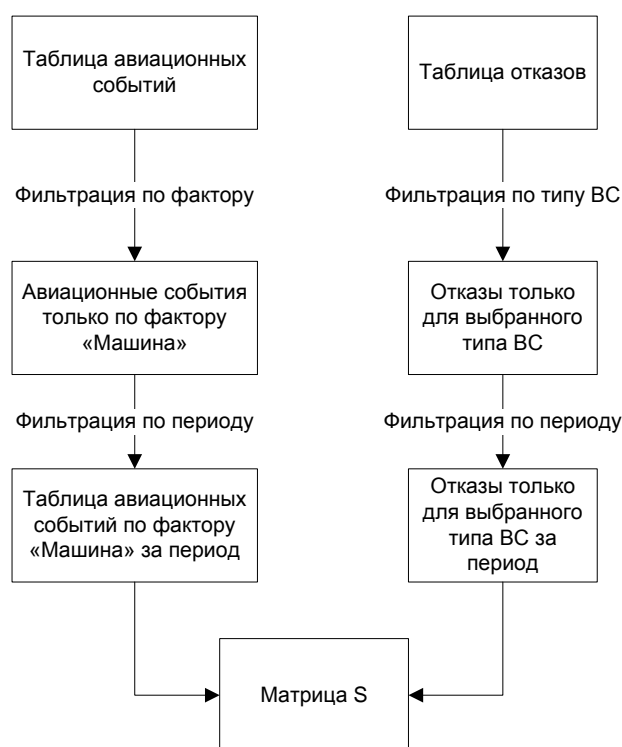 Таблица авиационных
событий
Таблица отказов
Фильтрация по фактору
Фильтрация по типу ВС
Авиационные события
только по фактору
«Машина»
Отказы только
для выбранного
типа ВС
Фильтрация по периоду
Фильтрация по периоду
Таблица авиационных
событий по фактору
«Машина» за период
Отказы только
для выбранного
типа ВС за
период
Матрица S